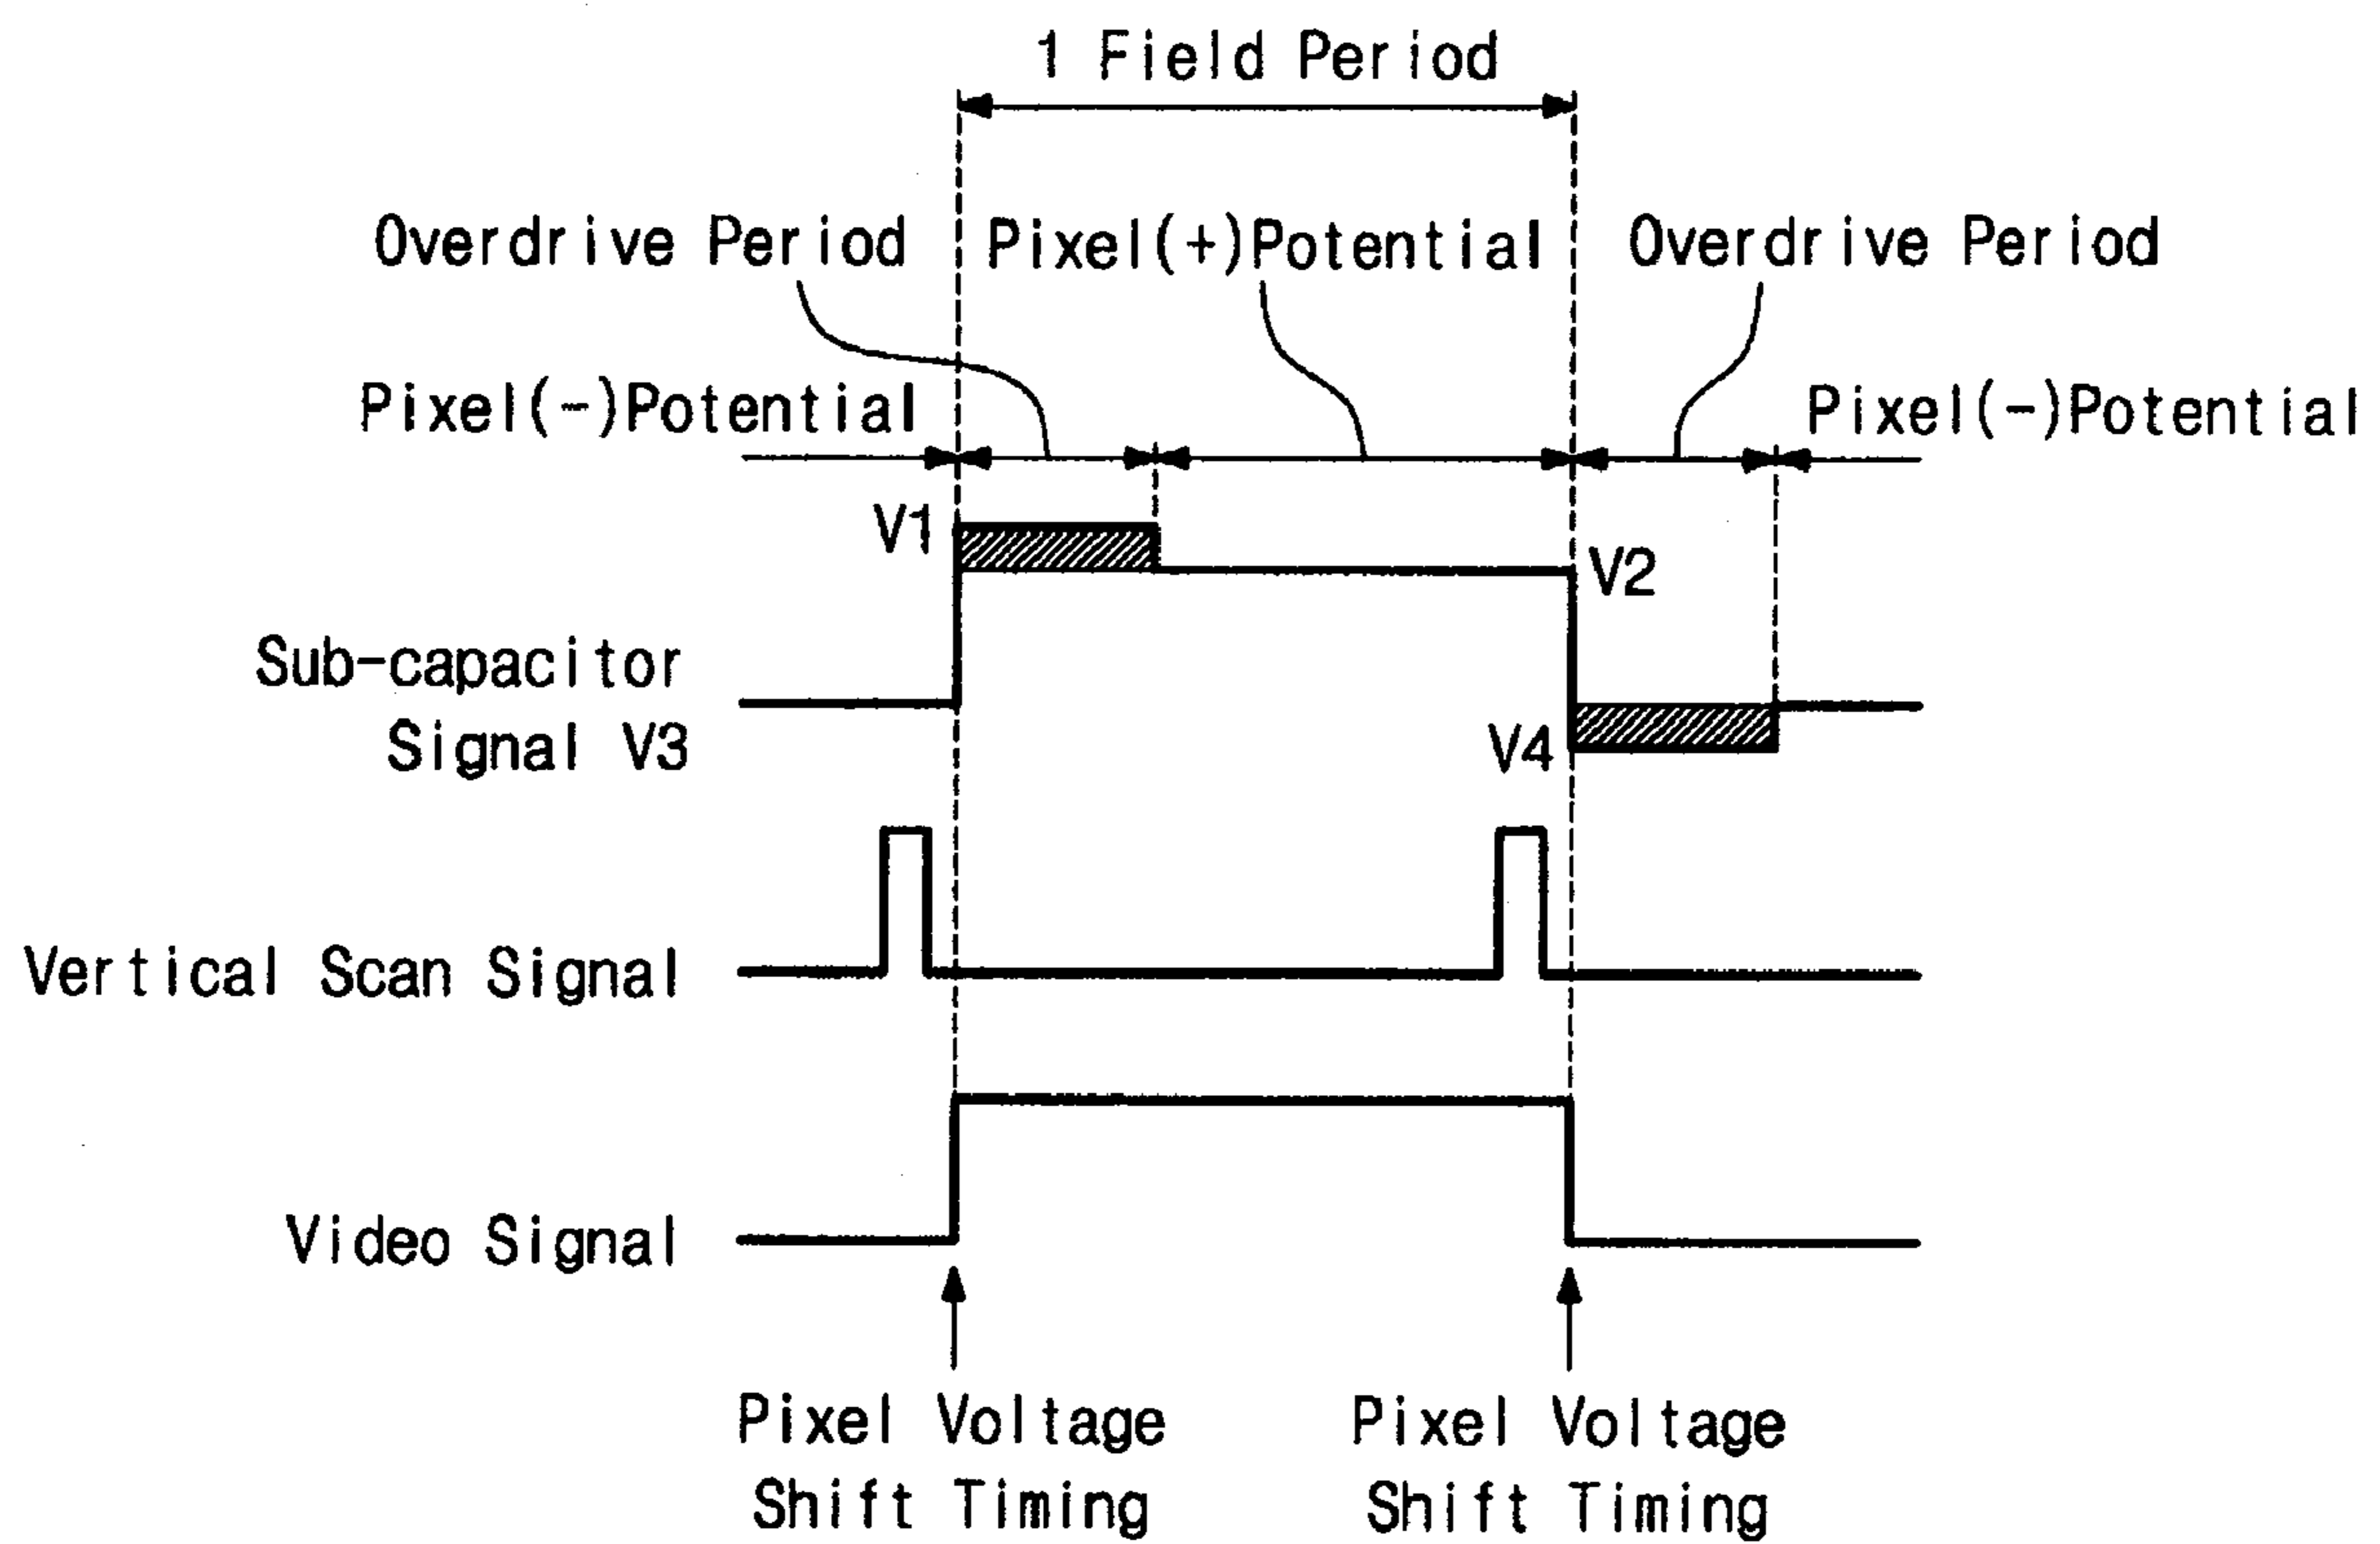 1 Field Period
Overdrive Period
Pixel(+)Potential
Overdrive Period
Pixel(-)Potential
Pixel(-)Potential
V1
V2
Sub-capacitor
Signal V3
V4
Vertical Scan Signal
Video Signal
Pixel Voltage
Shift Timing
Pixel Voltage
Shift Timing